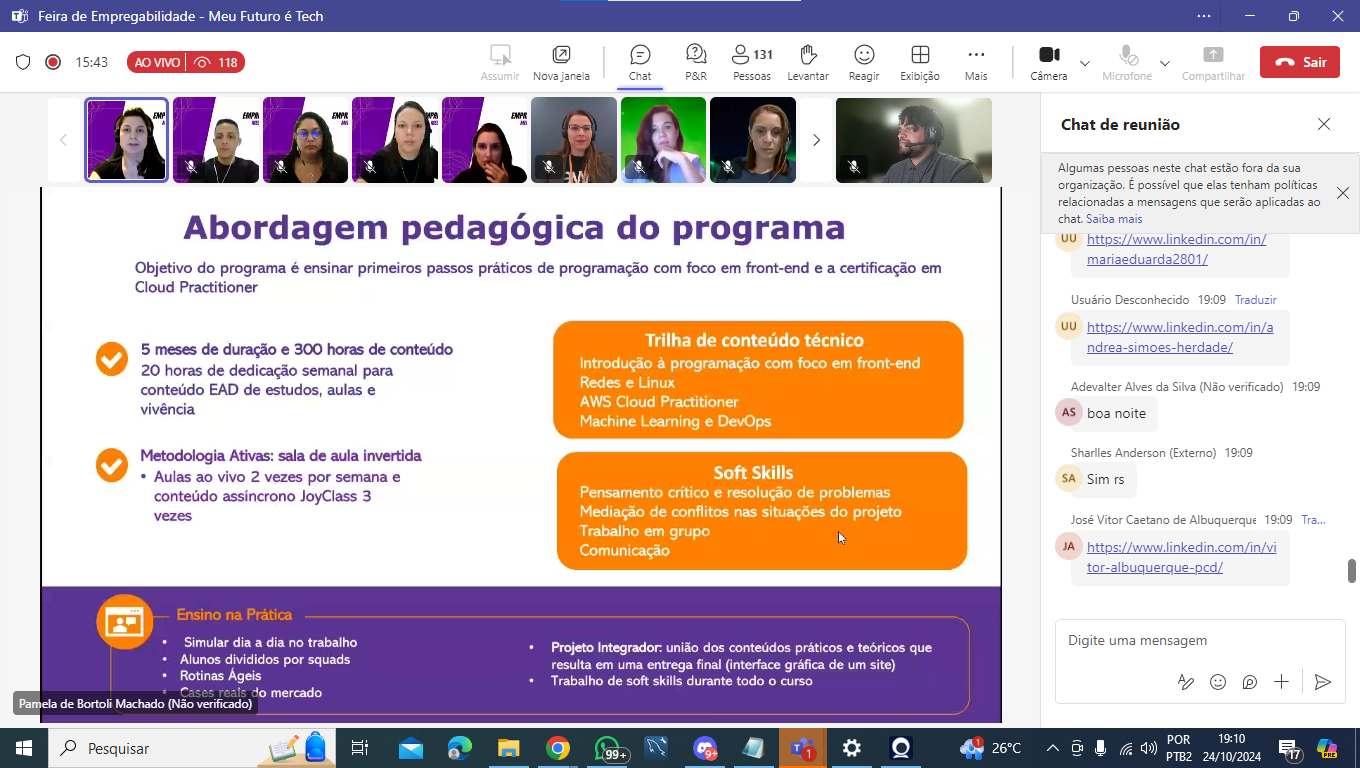 Feira de Empregabilidade - Meu Futuro é Tech
15:43
AO VIVO
118
Assumir
Nova janela
Chat
P&R
131
Pessoas
Levantar
Reagir
Exibição
Mais
Câmera
Microfone
Compartilhar
Sair
Abordagem pedagógica do programa
Objetivo do programa é ensinar primeiros passos práticos de programação com foco em front-end e a certificação em
Cloud Practitioner
5 meses de duração e 300 horas de conteúdo
20 horas de dedicação semanal para
conteúdo EAD de estudos, aulas e
vivência
Metodologia Ativas: sala de aula invertida
• Aulas ao vivo 2 vezes por semana e
conteúdo assíncrono JoyClass 3
vezes
Trilha de conteúdo técnico
Introdução à programação com foco em front-end
Redes e Linux
AWS Cloud Practitioner
Machine Learning e DevOps
Soft Skills
Pensamento crítico e resolução de problemas
Mediação de conflitos nas situações do projeto
Trabalho em grupo
Comunicação
Ensino na Prática
• Simular dia a dia no trabalho
• Alunos divididos por squads
• Rotinas Ágeis
• Cases reais do mercado
• Projeto Integrador: união dos conteúdos práticos e teóricos que
resulta em uma entrega final (interface gráfica de um site)
• Trabalho de soft skills durante todo o curso
Pamela de Bortoli Machado (Não verificado)
Chat de reunião
Algumas pessoas neste chat estão fora da sua
organização. É possível que elas tenham políticas
relacionadas a mensagens que serão aplicadas ao
chat. Saiba mais
UU
https://www.linkedin.com/in/
mariaeduarda2801/
Usuário Desconhecido 19:09 Traduzir
UU
https://www.linkedin.com/in/a
ndrea-simoes-herdade/
Adevalter Alves da Silva (Não verificado) 19:09
AS
boa noite
Sharlles Anderson (Externo) 19:09
SA
Sim rs
José Vitor Caetano de Albuquerque 19:09 Tra...
JA
https://www.linkedin.com/in/vi
tor-albuquerque-pcd/
Digite uma mensagem
Pesquisar
99+
9+
1
1
26°C
POR
PTB2
19:10
24/10/2024
17
PRE